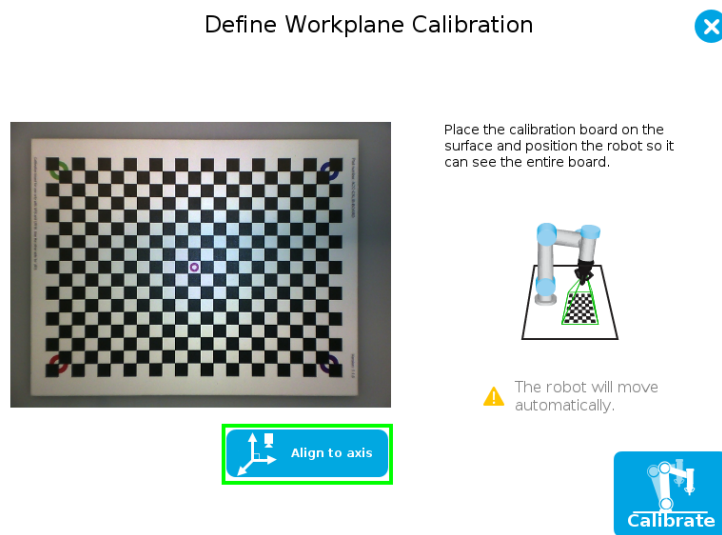 Define Workplane Calibration
Place the calibration board on the
surface and position the robot so it
can see the entire board.
The robot will move
automatically.
Align to axis
Calibrate